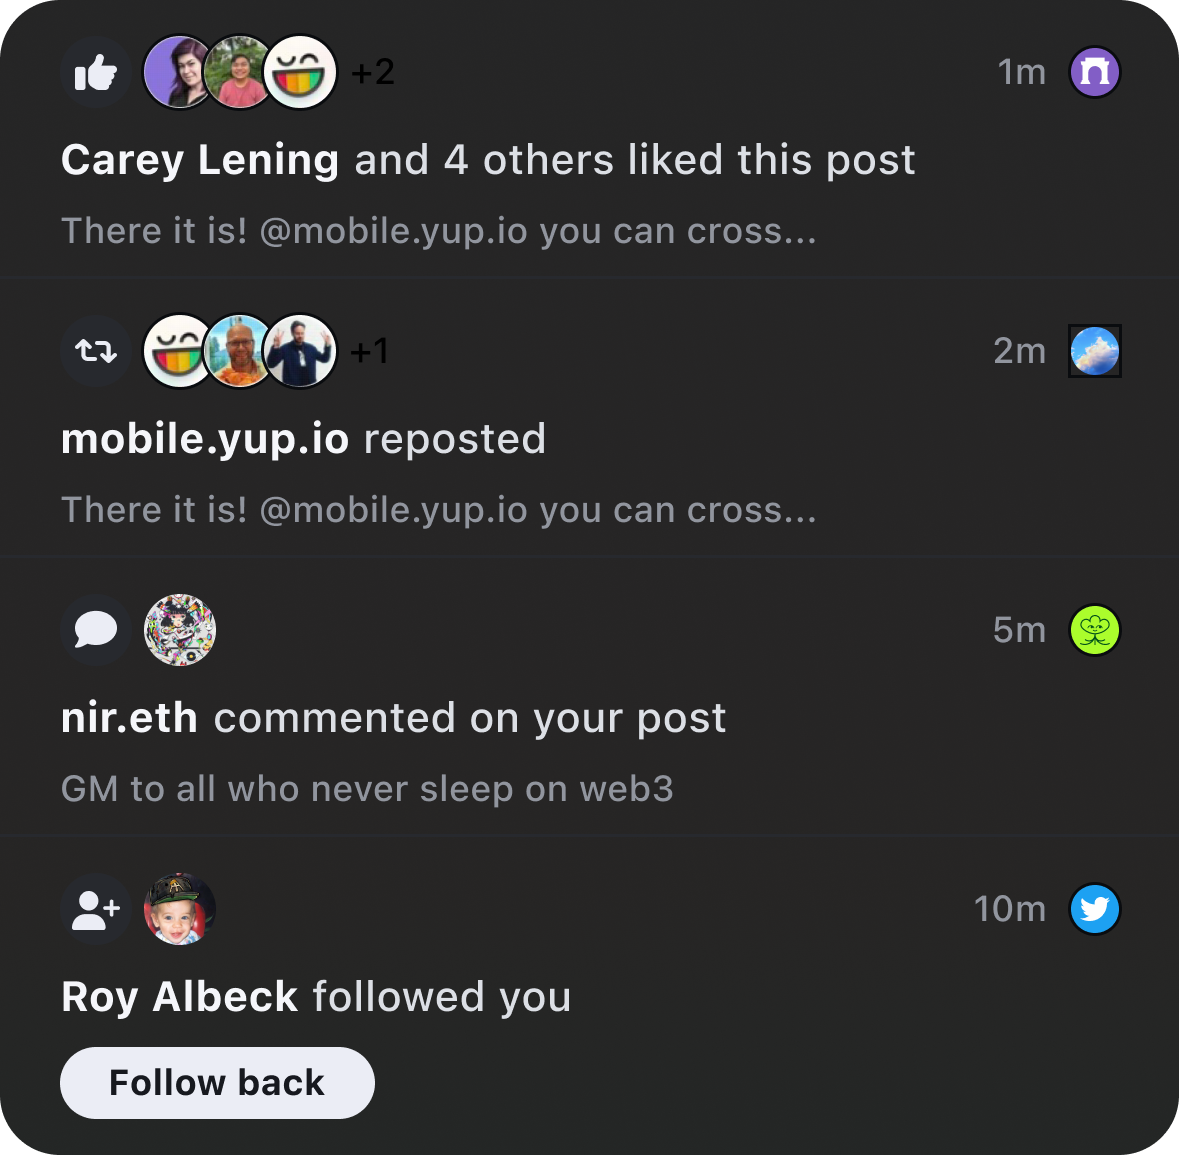 +2 1m
Carey Lening and 4 others liked this post
There it is! @mobile.yup.io you can cross...
+1 2m
mobile.yup.io reposted
There it is! @mobile.yup.io you can cross...
5m
nir.eth commented on your post
GM to all who never sleep on web3
10m
Roy Albeck followed you
Follow back